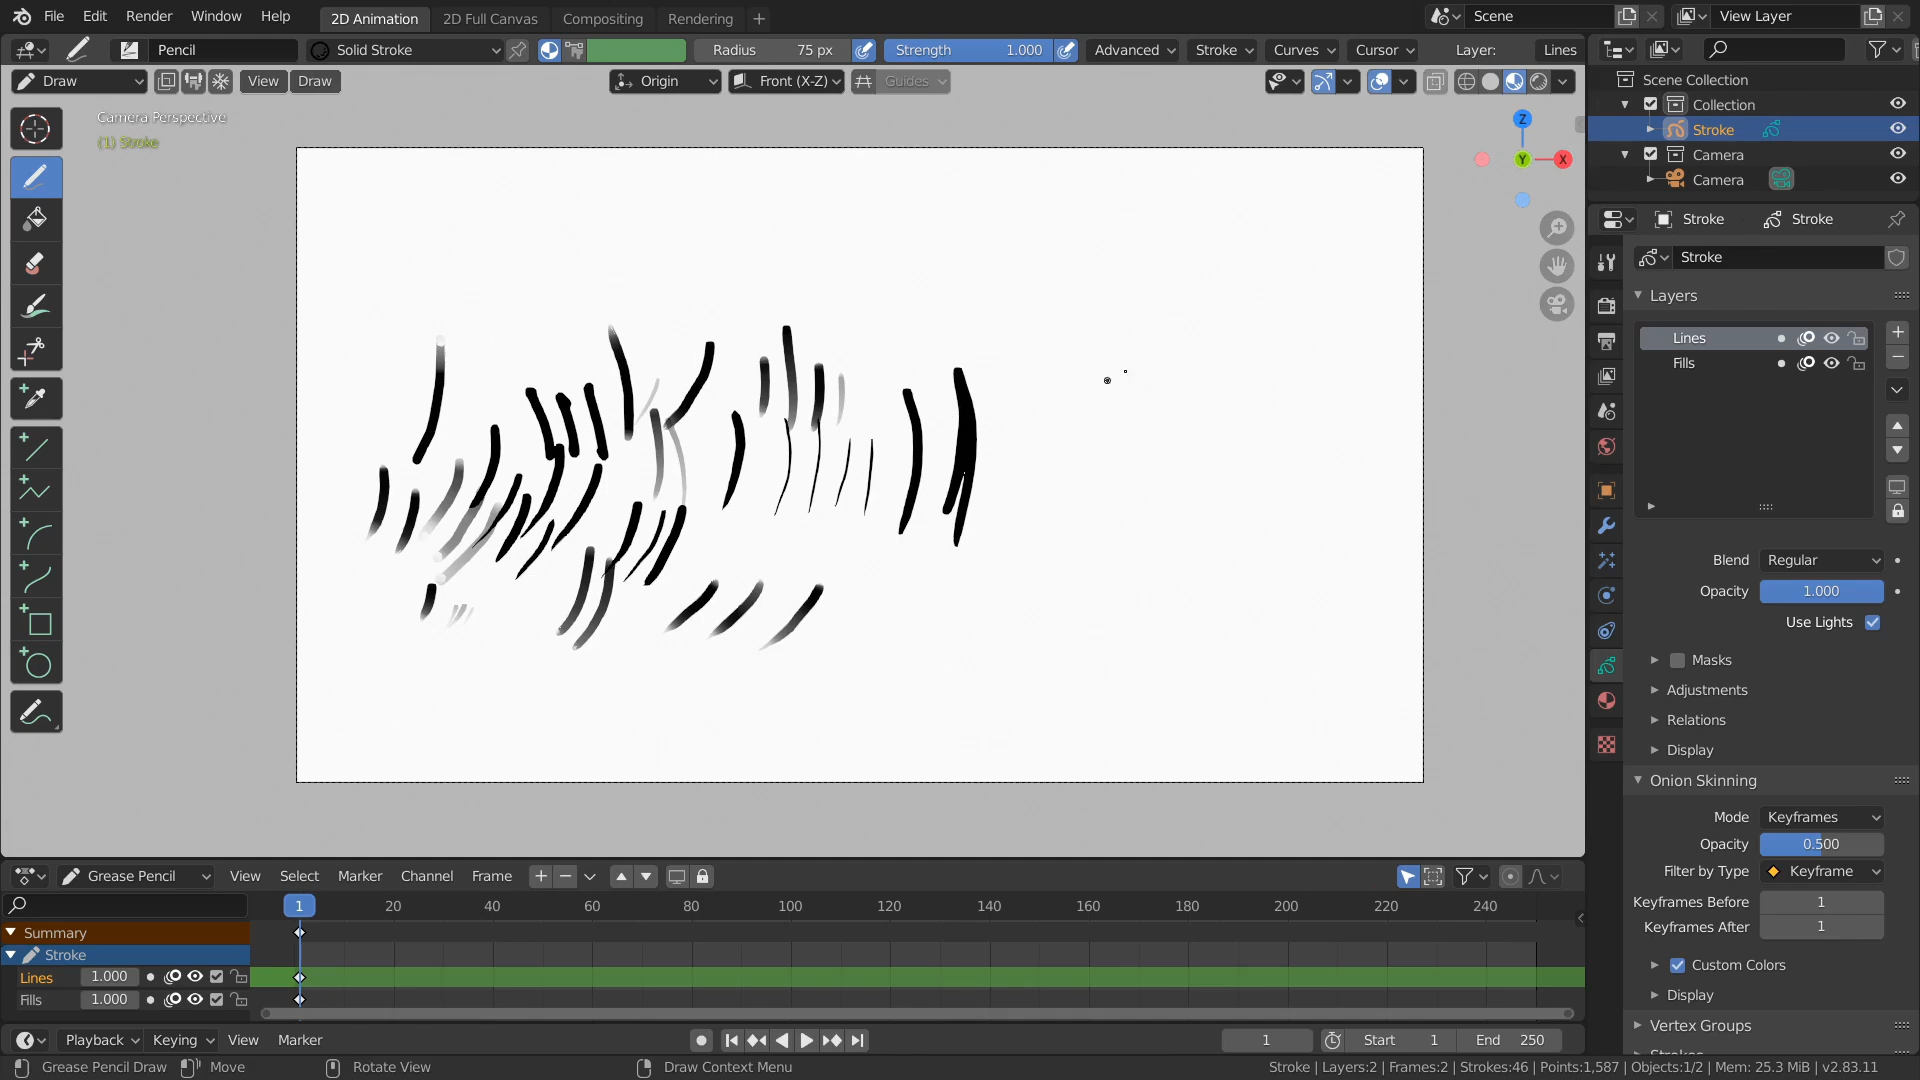 File Edit Render Window Help 2D Animation 2D Full Canvas Compositing Rendering + Scene View Layer
Pencil Solid Stroke Radius 75 px Strength 1.000 Advanced Stroke Curves Cursor Layer: Lines
Draw View Draw Origin Front (X-Z) Guides
Camera Perspective
(1) Stroke
Z
Y
X
Scene Collection
Collection
Stroke
Camera
Camera
Stroke Stroke
Stroke
Layers
Lines
Fills
Blend Regular
Opacity 1.000
Use Lights
Masks
Adjustments
Relations
Display
Onion Skinning
Mode Keyframes
Opacity 0.500
Filter by Type Keyframe
Keyframes Before 1
Keyframes After 1
Custom Colors
Display
Vertex Groups
Grease Pencil View Select Marker Channel Frame
1 20 40 60 80 100 120 140 160 180 200 220 240
Summary
Stroke
Lines 1.000
Fills 1.000
Playback Keying View Marker 1 Start 1 End 250
Grease Pencil Draw Move Rotate View Draw Context Menu Stroke | Layers:2 | Frames:2 | Strokes:46 | Points:1,587 | Objects:1/2 | Mem: 25.3 MiB | v2.83.11